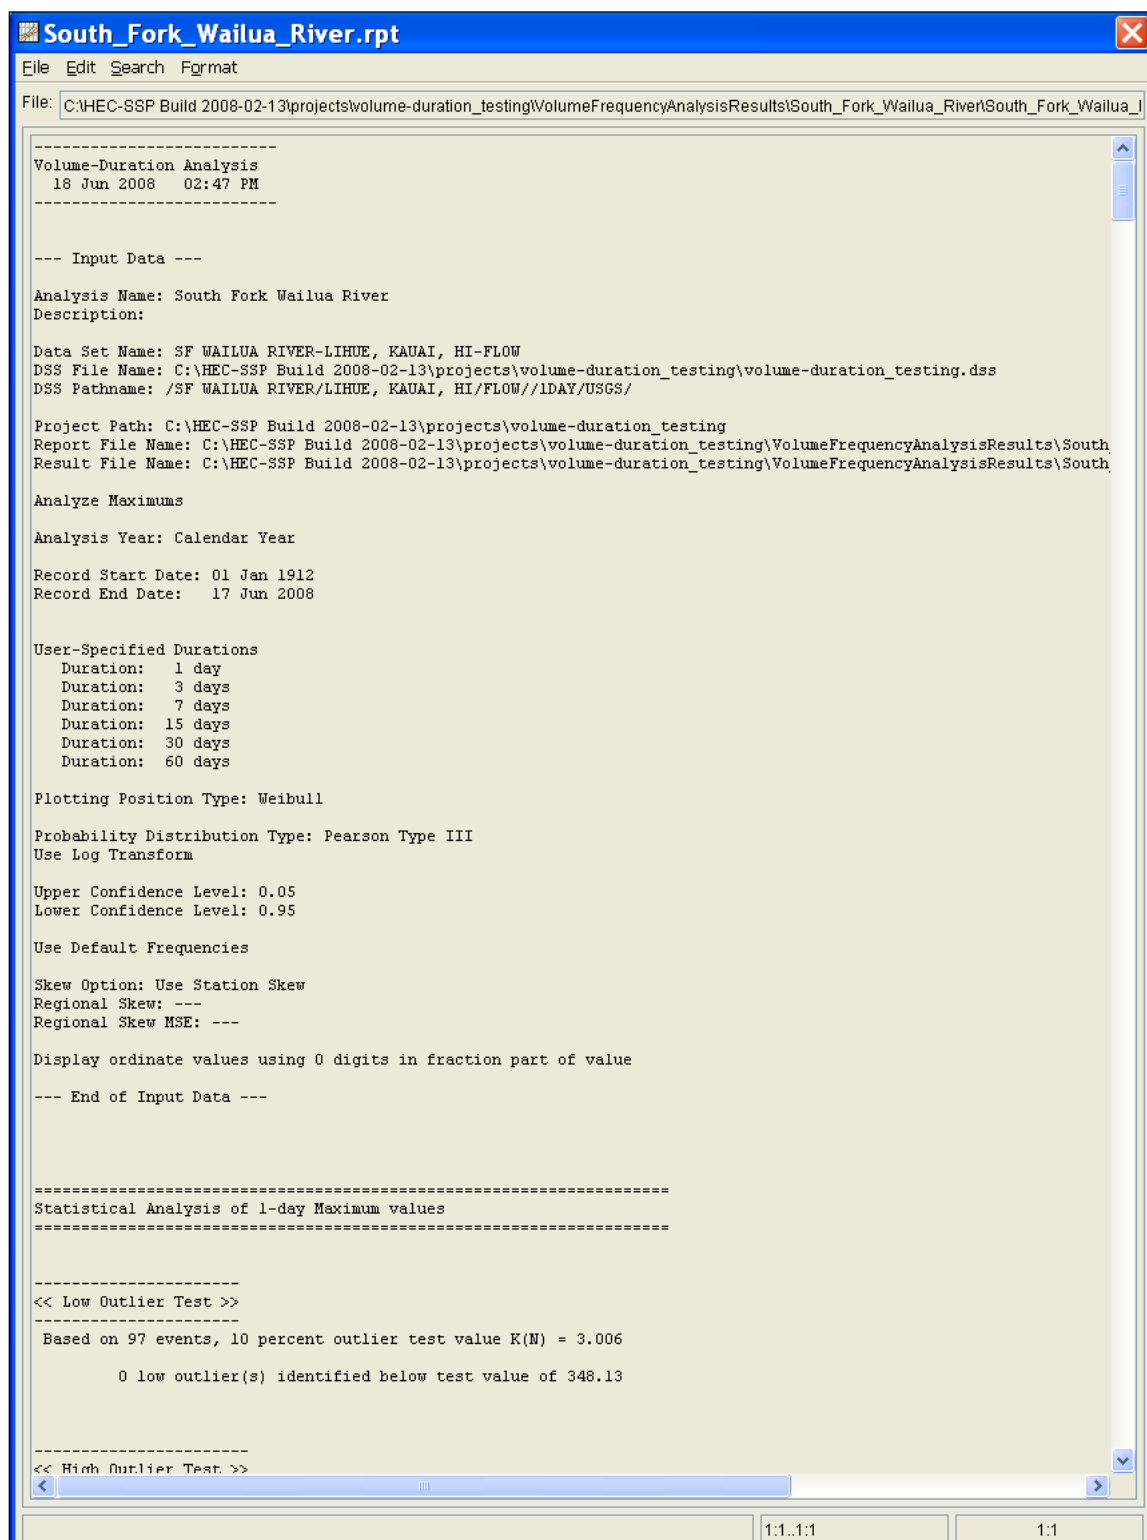 South_Fork_Wailua_River.rpt
File Edit Search Format
File: C:\HEC-SSP Build 2008-02-13\projects\volume-duration_testing\VolumeFrequencyAnalysisResults\South_Fork_Wailua_River\South_Fork_Wailua_
--------------------------
Volume-Duration Analysis
18 Jun 2008 02:47 PM
--------------------------
--- Input Data ---
Analysis Name: South Fork Wailua River
Description:
Data Set Name: SF WAILUA RIVER-LIHUE, KAUAI, HI-FLOW
DSS File Name: C:\HEC-SSP Build 2008-02-13\projects\volume-duration_testing\volume-duration_testing.dss
DSS Pathname: /SF WAILUA RIVER/LIHUE, KAUAI, HI/FLOW//1DAY/USGS/
Project Path: C:\HEC-SSP Build 2008-02-13\projects\volume-duration_testing
Report File Name: C:\HEC-SSP Build 2008-02-13\projects\volume-duration_testing\VolumeFrequencyAnalysisResults\South_
Result File Name: C:\HEC-SSP Build 2008-02-13\projects\volume-duration_testing\VolumeFrequencyAnalysisResults\South_
Analyze Maximums
Analysis Year: Calendar Year
Record Start Date: 01 Jan 1912
Record End Date: 17 Jun 2008
User-Specified Durations
Duration: 1 day
Duration: 3 days
Duration: 7 days
Duration: 15 days
Duration: 30 days
Duration: 60 days
Plotting Position Type: Weibull
Probability Distribution Type: Pearson Type III
Use Log Transform
Upper Confidence Level: 0.05
Lower Confidence Level: 0.95
Use Default Frequencies
Skew Option: Use Station Skew
Regional Skew: ---
Regional Skew MSE: ---
Display ordinate values using 0 digits in fraction part of value
--- End of Input Data ---
====================================================================
Statistical Analysis of 1-day Maximum values
====================================================================
----------------------
<< Low Outlier Test >>
----------------------
Based on 97 events, 10 percent outlier test value K(N) = 3.006
0 low outlier(s) identified below test value of 348.13
-----------------------
<< High Outlier Test >>
1:1..1:1 1:1